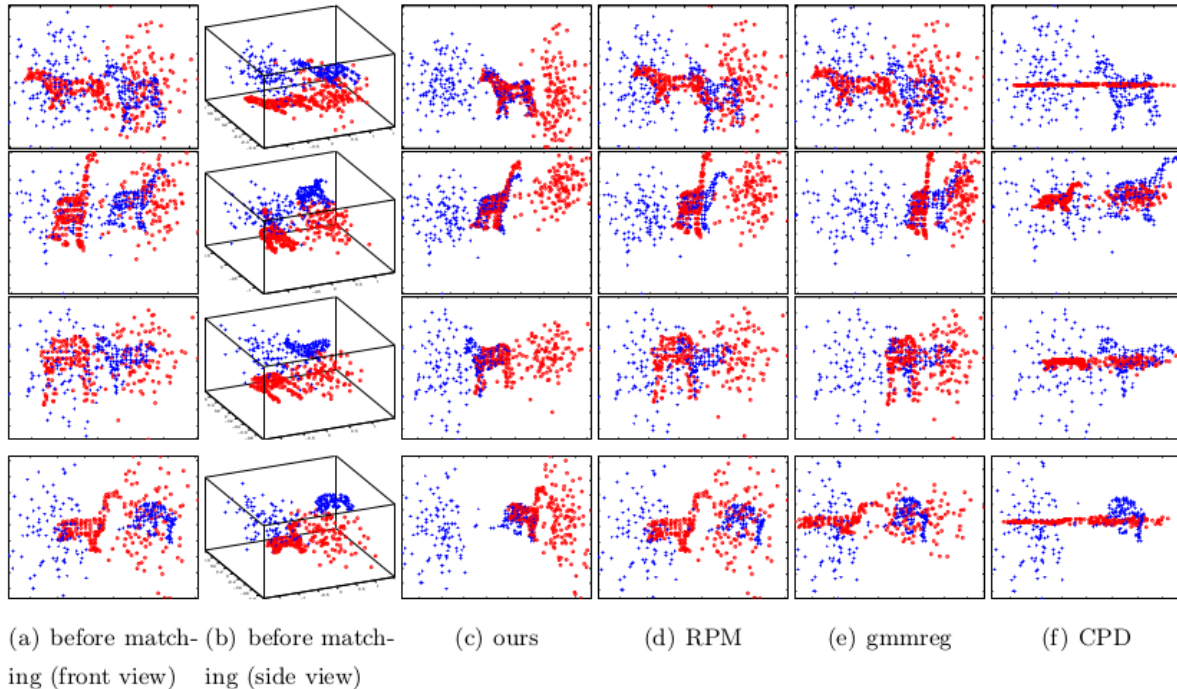 (a) before match- (b) before match- (c) ours (d) RPM (e) gmmreg (f) CPD
ing (front view) ing (side view)